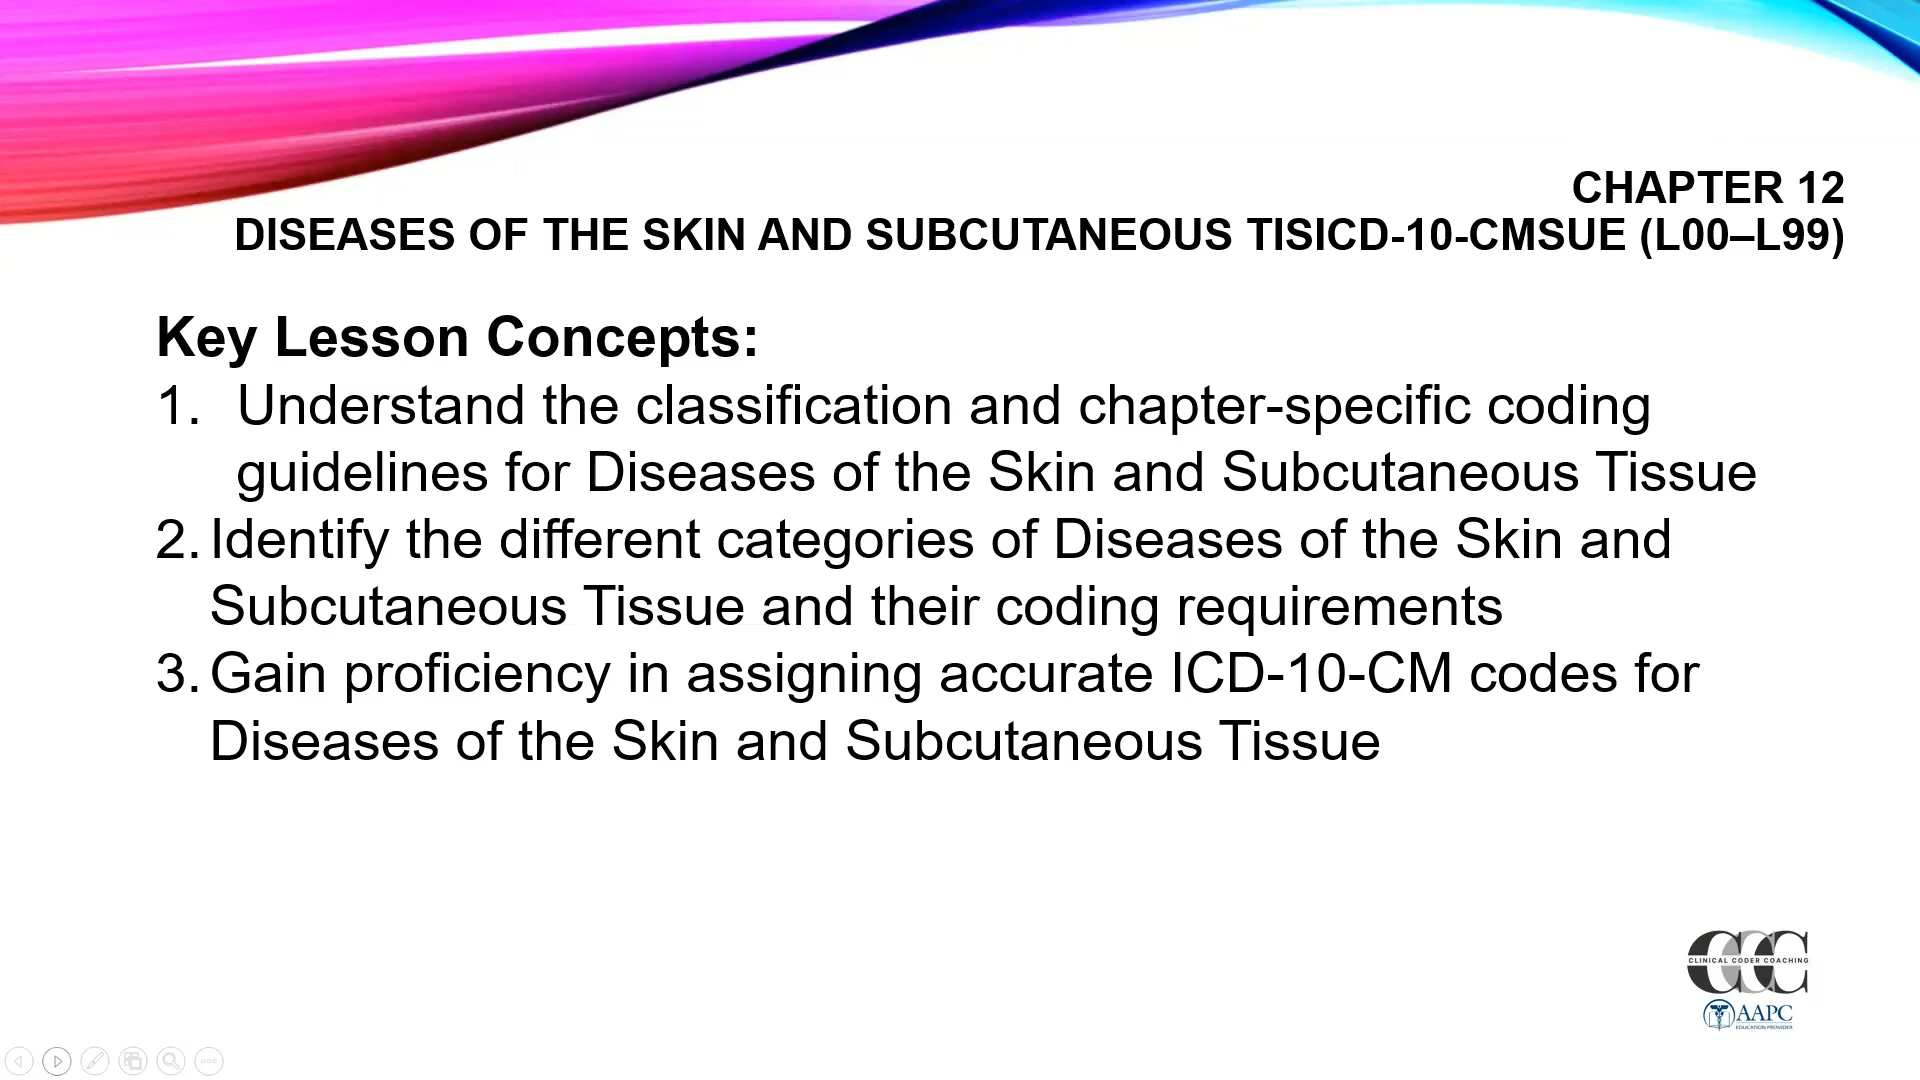 CHAPTER 12
DISEASES OF THE SKIN AND SUBCUTANEOUS TISICD-10-CMSUE (L00–L99)
Key Lesson Concepts:
1. Understand the classification and chapter-specific coding
guidelines for Diseases of the Skin and Subcutaneous Tissue
2. Identify the different categories of Diseases of the Skin and
Subcutaneous Tissue and their coding requirements
3. Gain proficiency in assigning accurate ICD-10-CM codes for
Diseases of the Skin and Subcutaneous Tissue
CCC
CLINICAL CODER COACHING
AAPC
EDUCATION PROVIDER